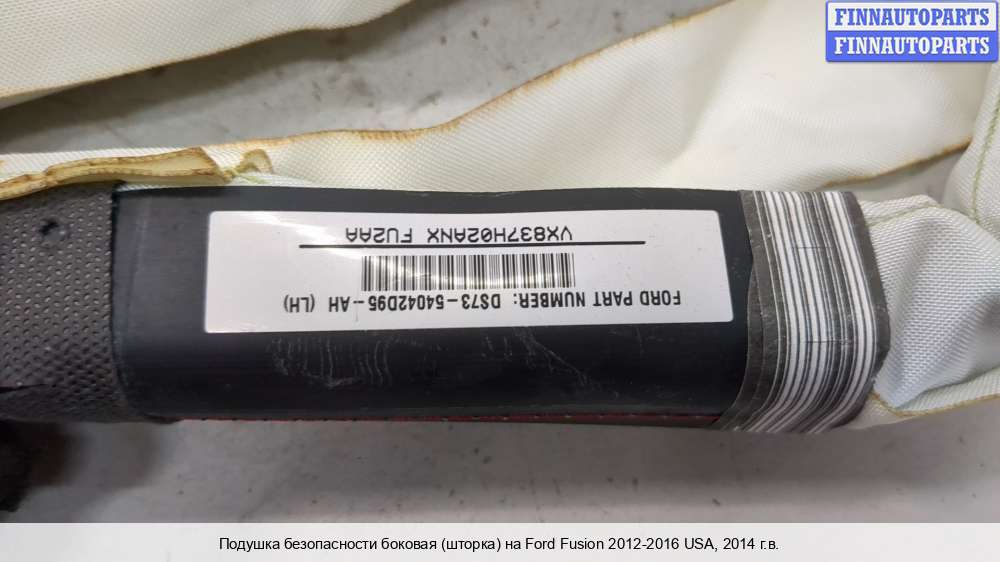 FINNAUTOPARTS
FINNAUTOPARTS
FORD PART NUMBER: DS73-54042D95-AH (LH)
VX837H02ANX FU2AA
Подушка безопасности боковая (шторка) на Ford Fusion 2012-2016 USA, 2014 г.в.